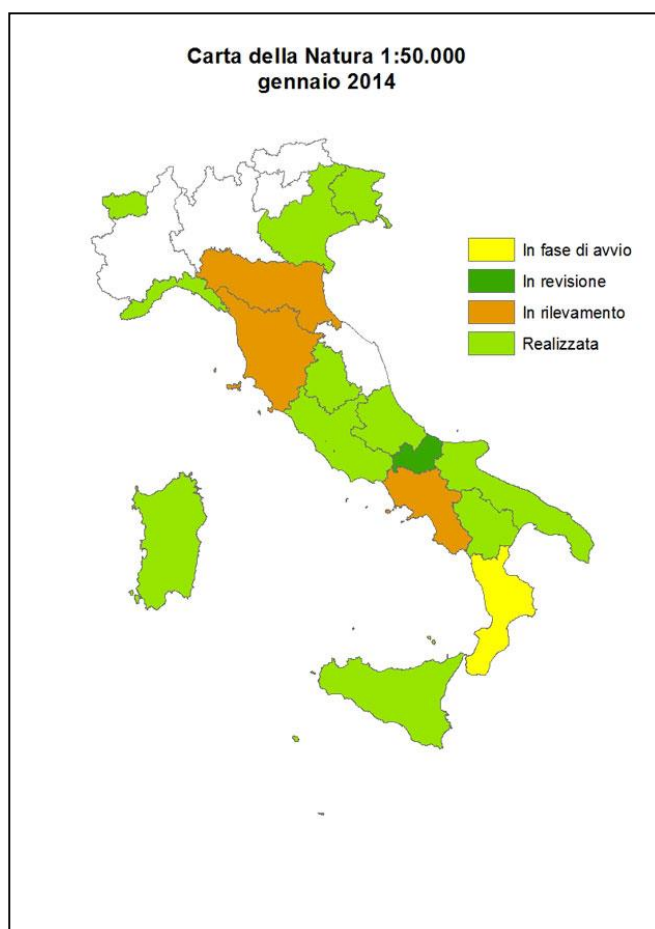 Carta della Natura 1:50.000
gennaio 2014
In fase di avvio
In revisione
In rilevamento
Realizzata